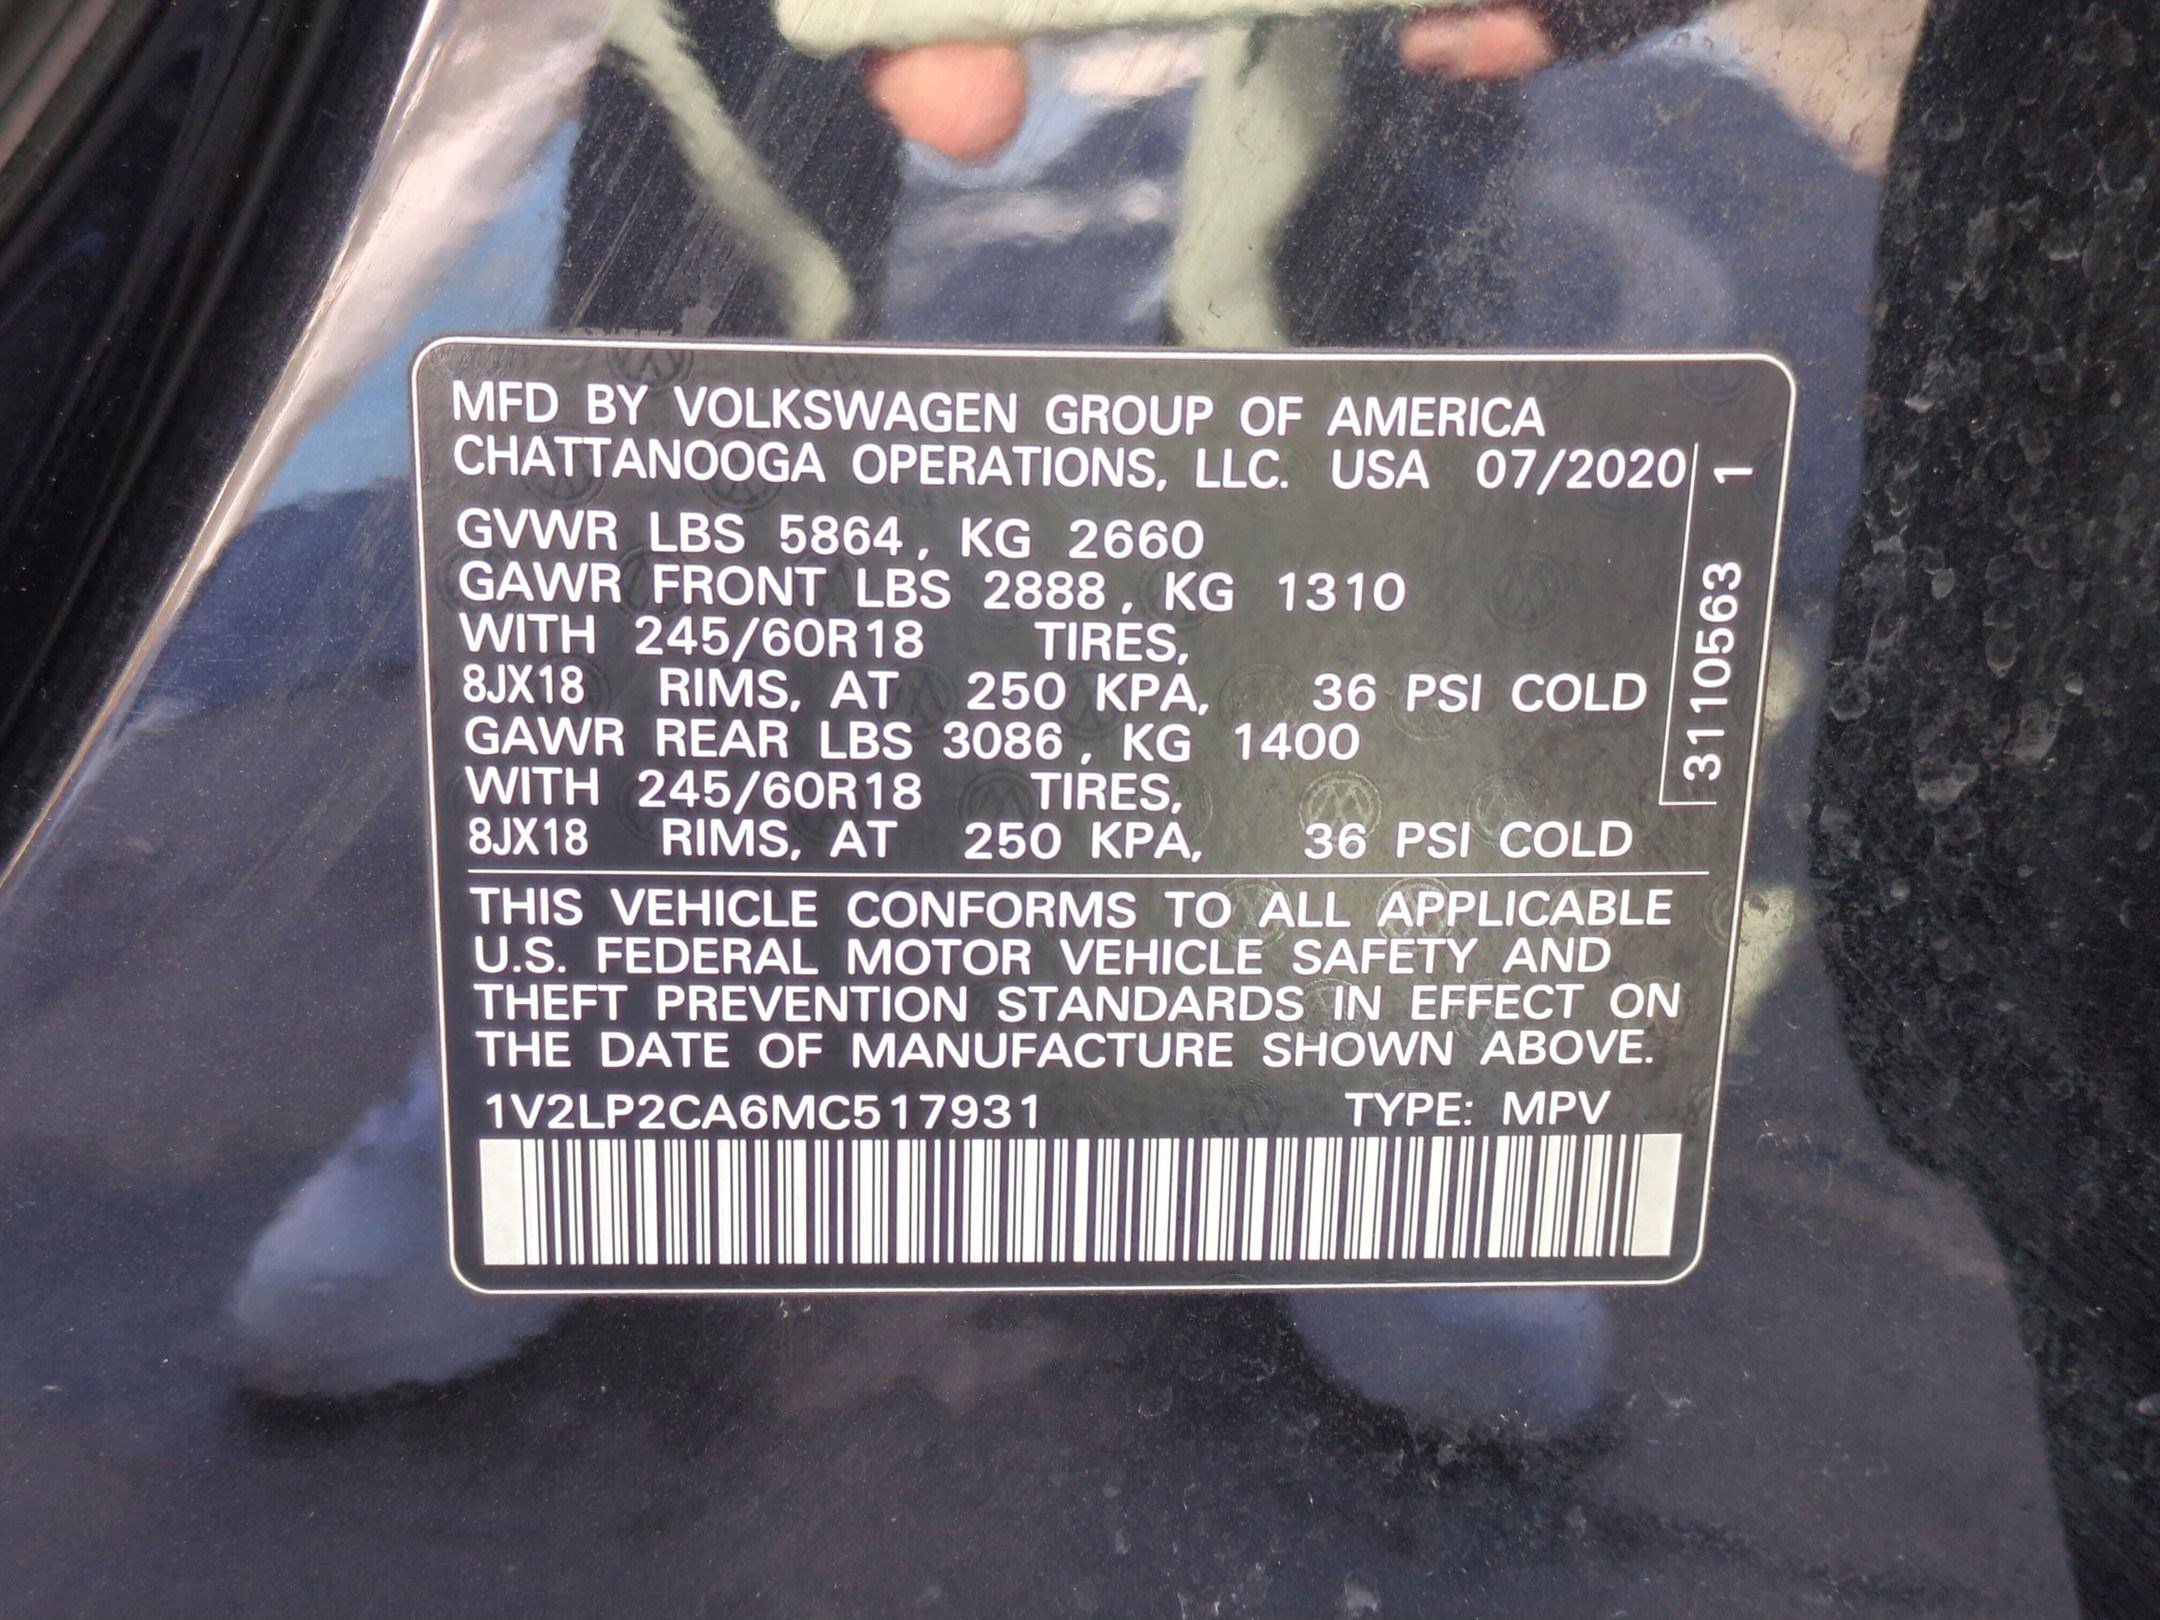 MFD BY VOLKSWAGEN GROUP OF AMERICA
CHATTANOOGA OPERATIONS, LLC. USA 07/2020
GVWR LBS 5864, KG 2660
GAWR FRONT LBS 2888, KG 1310
WITH 245/60R18 TIRES,
8JX18 RIMS, AT 250 KPA, 36 PSI COLD
GAWR REAR LBS 3086, KG 1400
WITH 245/60R18 TIRES,
8JX18 RIMS, AT 250 KPA, 36 PSI COLD
3110563 1
THIS VEHICLE CONFORMS TO ALL APPLICABLE
U.S. FEDERAL MOTOR VEHICLE SAFETY AND
THEFT PREVENTION STANDARDS IN EFFECT ON
THE DATE OF MANUFACTURE SHOWN ABOVE.
1V2LP2CA6MC517931 TYPE: MPV